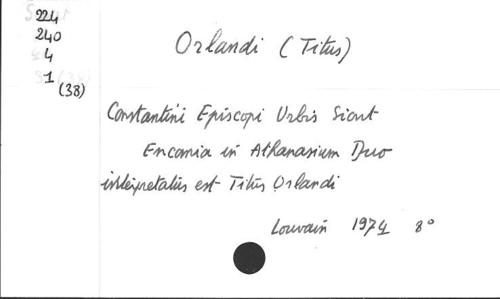 224
240
4
1
(38)
Orlandi (Titus)
Constantini Episcopi Urbis Siout
Encomia in Athanasium Duo
interpretatus est Titus Orlandi
Louvain 1974 8°